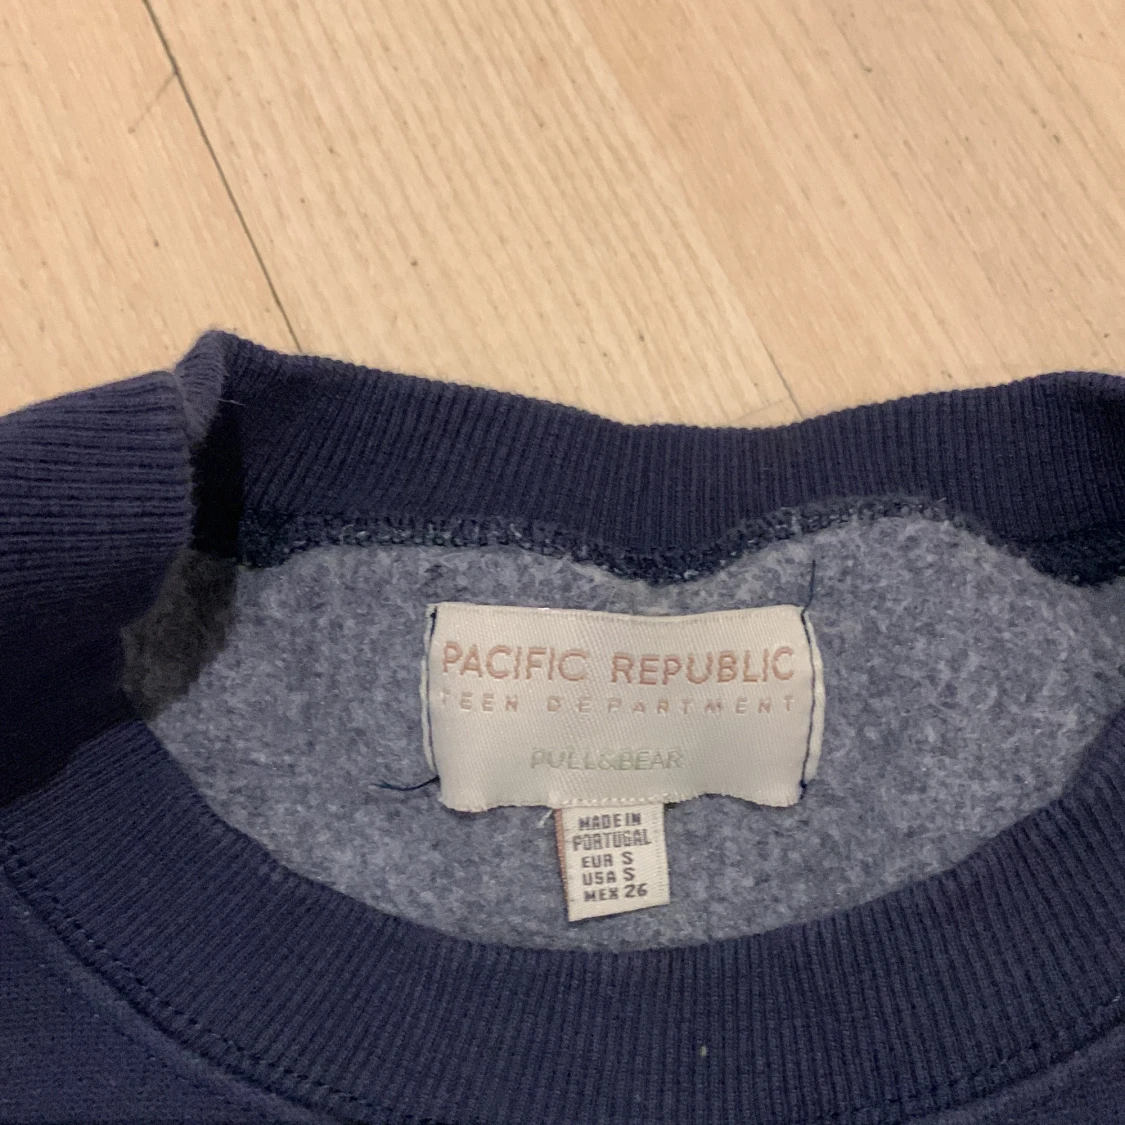 PACIFIC REPUBLIC
TEEN DEPARTMENT
PULL&BEAR
MADE IN
PORTUGAL
EUR S
USA S
MEX 26